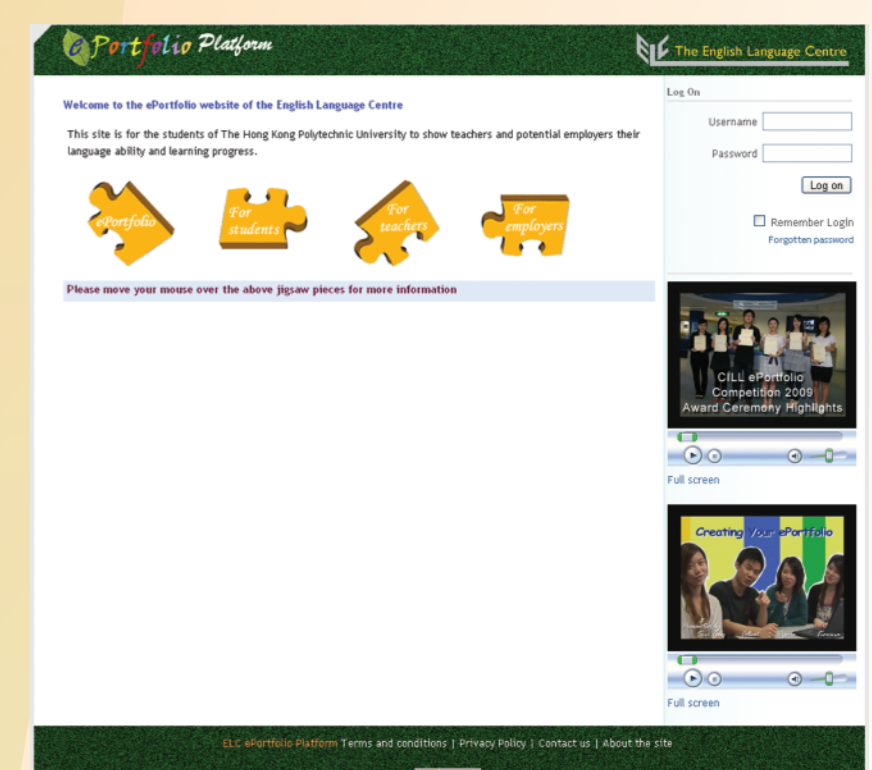 ePortfolio Platform
ELC The English Language Centre
Welcome to the ePortfolio website of the English Language Centre
This site is for the students of The Hong Kong Polytechnic University to show teachers and potential employers their
language ability and learning progress.
ePortfolio
For
students
For
teachers
For
employers
Please move your mouse over the above jigsaw pieces for more information
Log On
Username
Password
Log on
Remember Login
Forgotten password
CILL ePortfolio
Competition 2009
Award Ceremony Highlights
Full screen
Creating Your ePortfolio
Full screen
ELC ePortfolio Platform Terms and conditions | Privacy Policy | Contact us | About the site